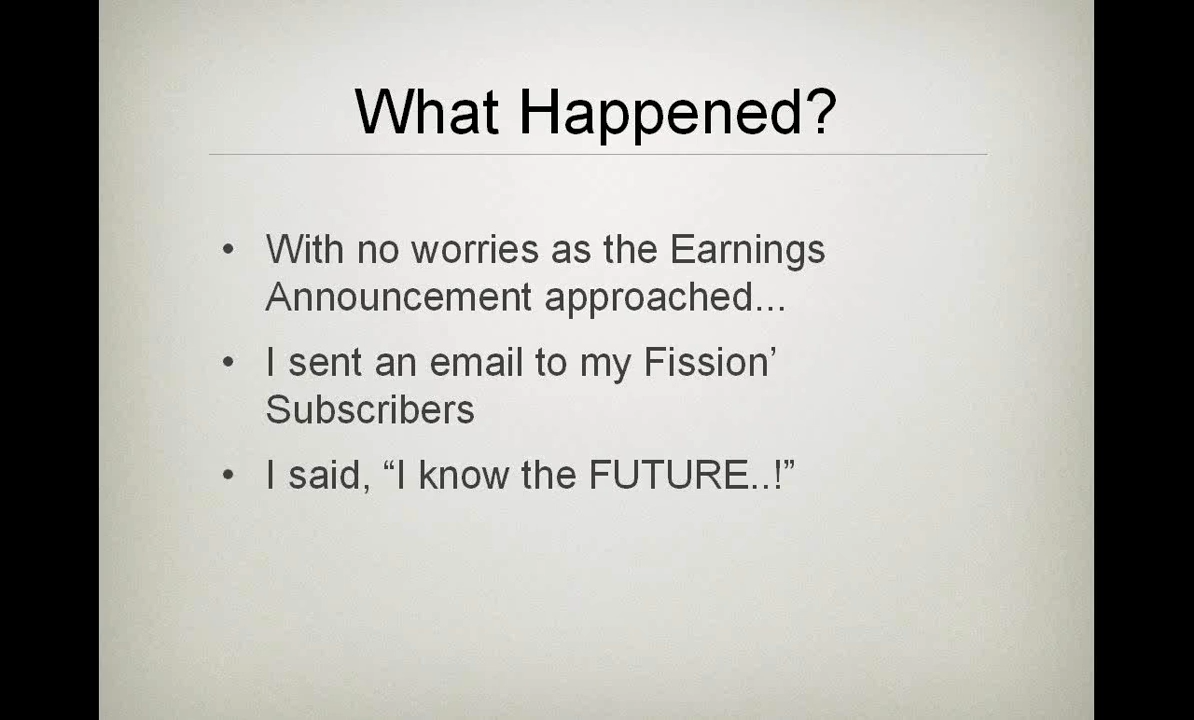 What Happened?
• With no worries as the Earnings
Announcement approached...
• I sent an email to my Fission’
Subscribers
• I said, “I know the FUTURE..!”